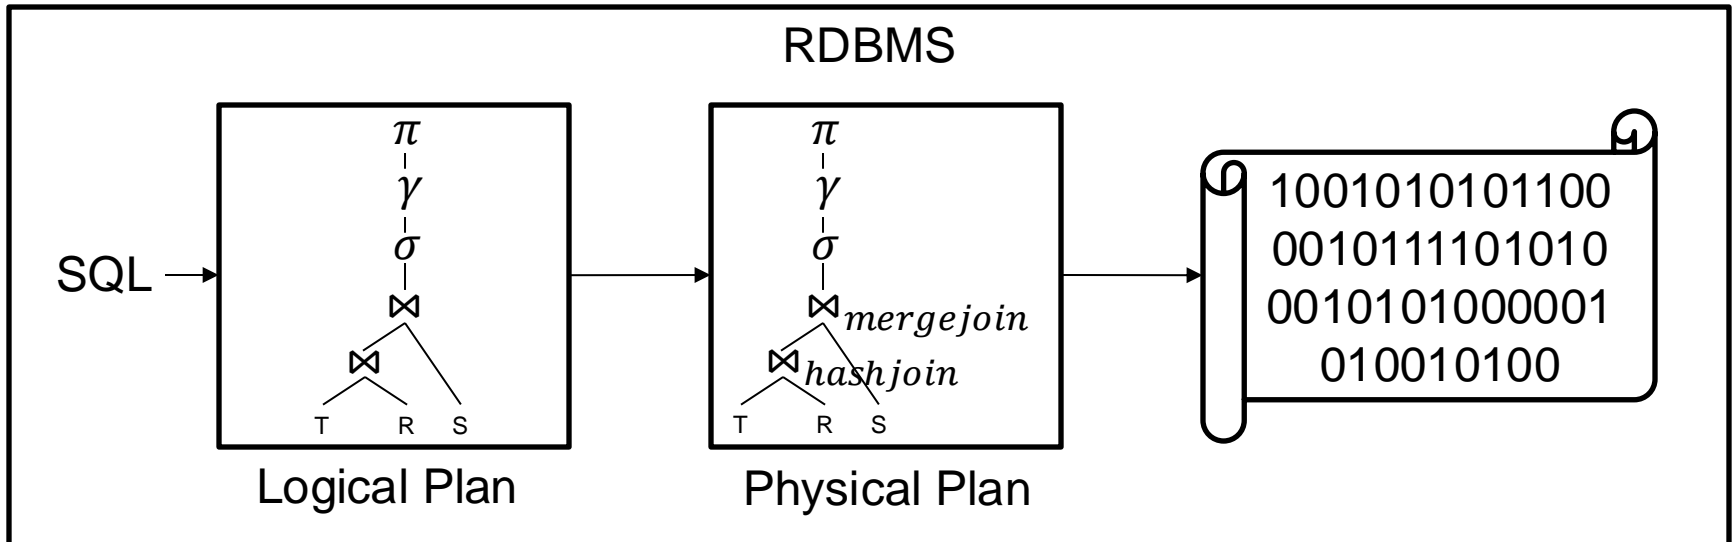 RDBMS
SQL
π
γ
σ
⋈
⋈
T R S
Logical Plan
π
γ
σ
⋈ mergejoin
⋈ hashjoin
T R S
Physical Plan
1001010101100
0010111101010
0010101000001
010010100